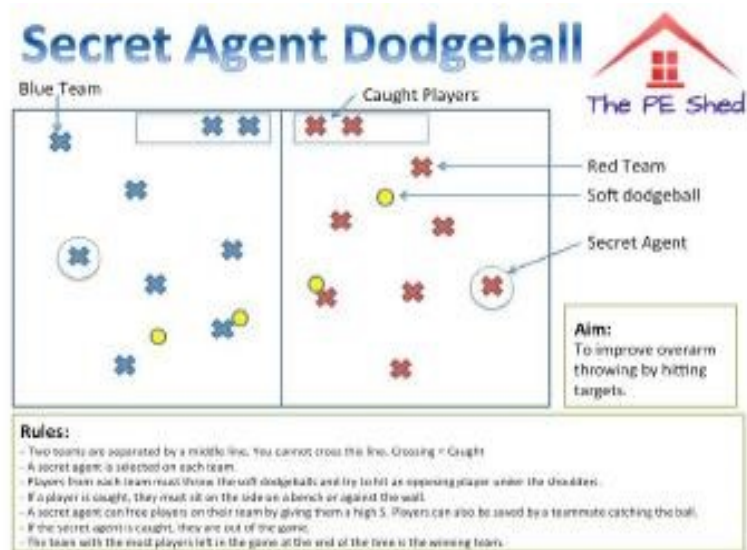 Secret Agent Dodgeball
The PE Shed
Blue Team
Caught Players
Red Team
Soft dodgeball
Secret Agent
Aim:
To improve overarm
throwing by hitting
targets.
Rules:
- Two teams are separated by a middle line. You cannot cross this line. Crossing = Caught
- A secret agent is selected on each team.
- Players from each team must throw the soft dodgeballs and try to hit an opposing player under the shoulders.
- If a player is caught, they must sit on the side on a bench or against the wall.
- A secret agent can free players on their team by giving them a high 5. Players can also be saved by a teammate catching the ball.
- If the secret agent is caught, they are out of the game.
- The team with the most players left in the game at the end of the time is the winning team.